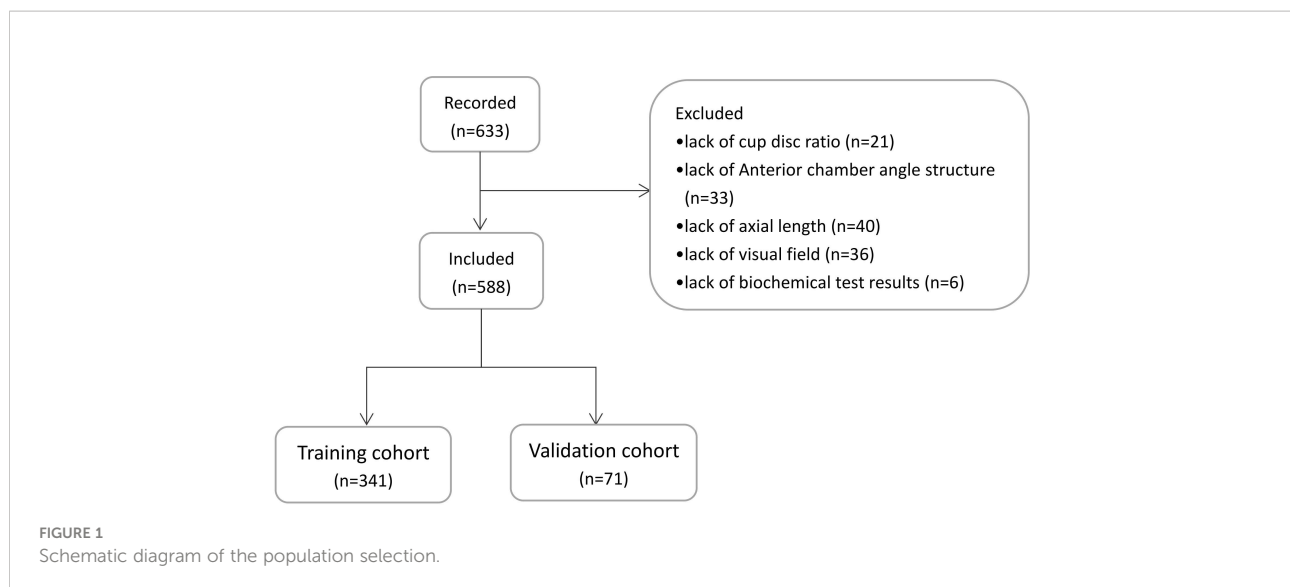 Recorded
(n=633)
Excluded
•lack of cup disc ratio (n=21)
•lack of Anterior chamber angle structure
(n=33)
•lack of axial length (n=40)
•lack of visual field (n=36)
•lack of biochemical test results (n=6)
Included
(n=588)
Training cohort
(n=341)
Validation cohort
(n=71)
FIGURE 1
Schematic diagram of the population selection.